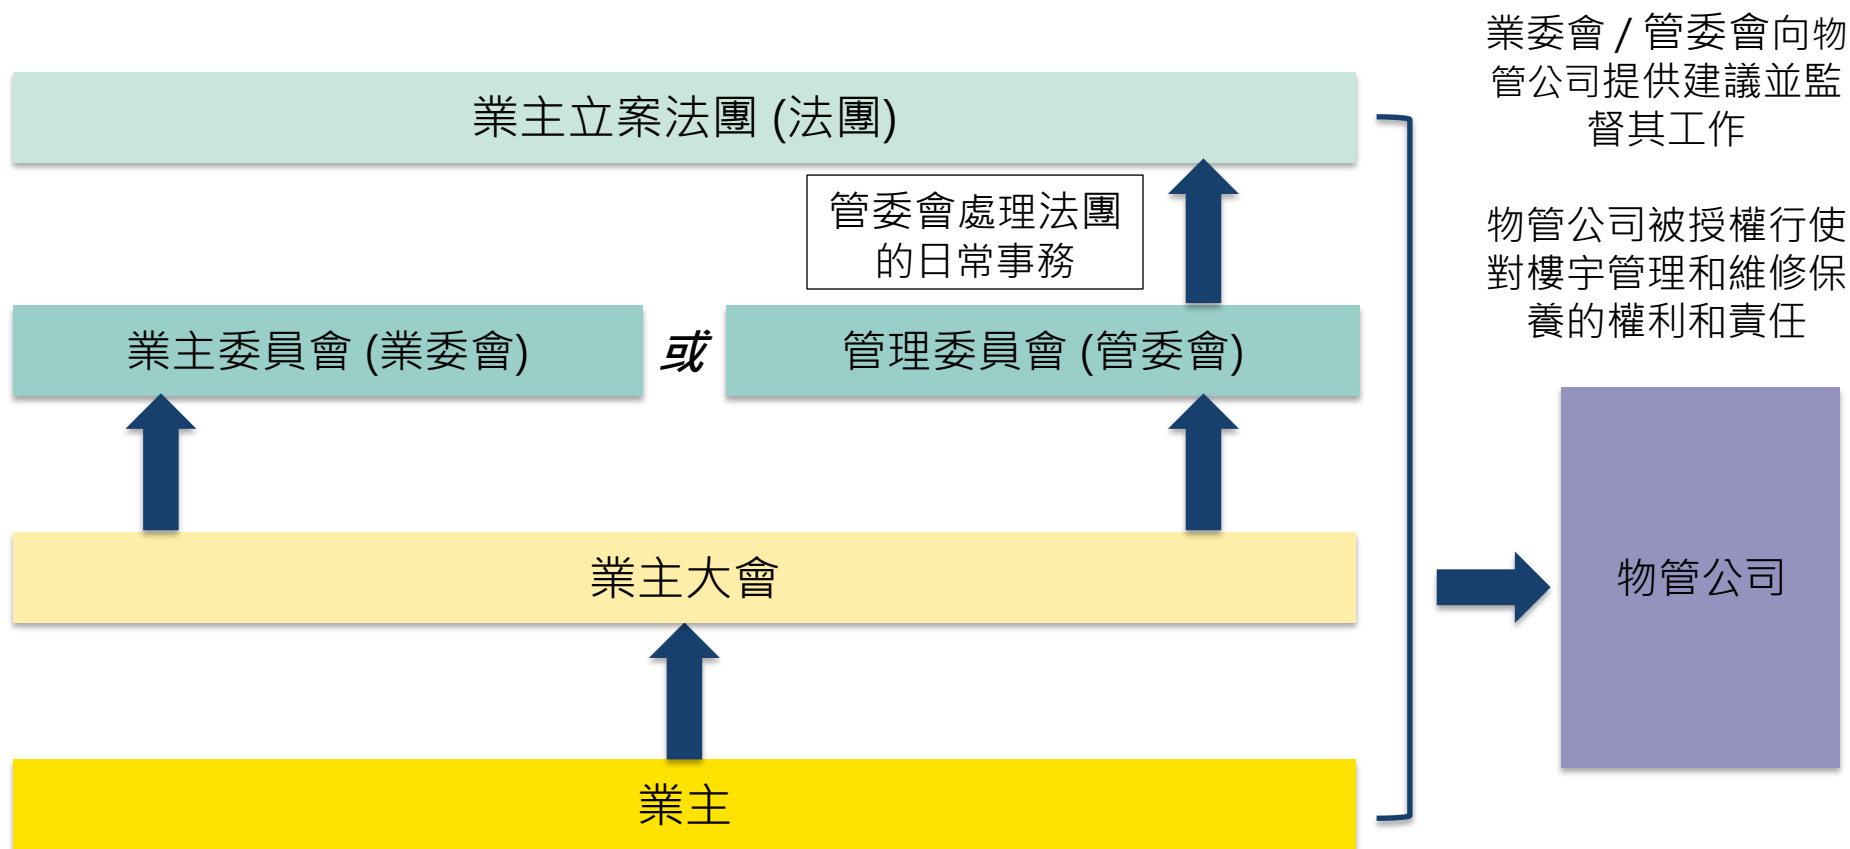 業委會 / 管委會向物
管公司提供建議並監
督其工作
業主立案法團 (法團)
管委會處理法團
的日常事務
物管公司被授權行使
對樓宇管理和維修保
養的權利和責任
業主委員會 (業委會)
或
管理委員會 (管委會)
業主大會
物管公司
業主